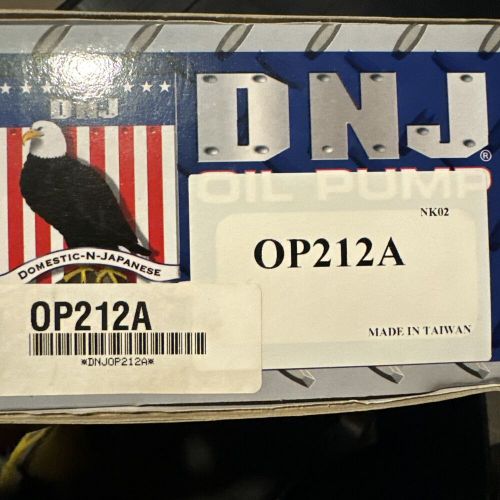 DNJ
DNJ®
OIL PUMP
DOMESTIC-N-JAPANESE
NK02
OP212A
MADE IN TAIWAN
OP212A
*DNJOP212A*